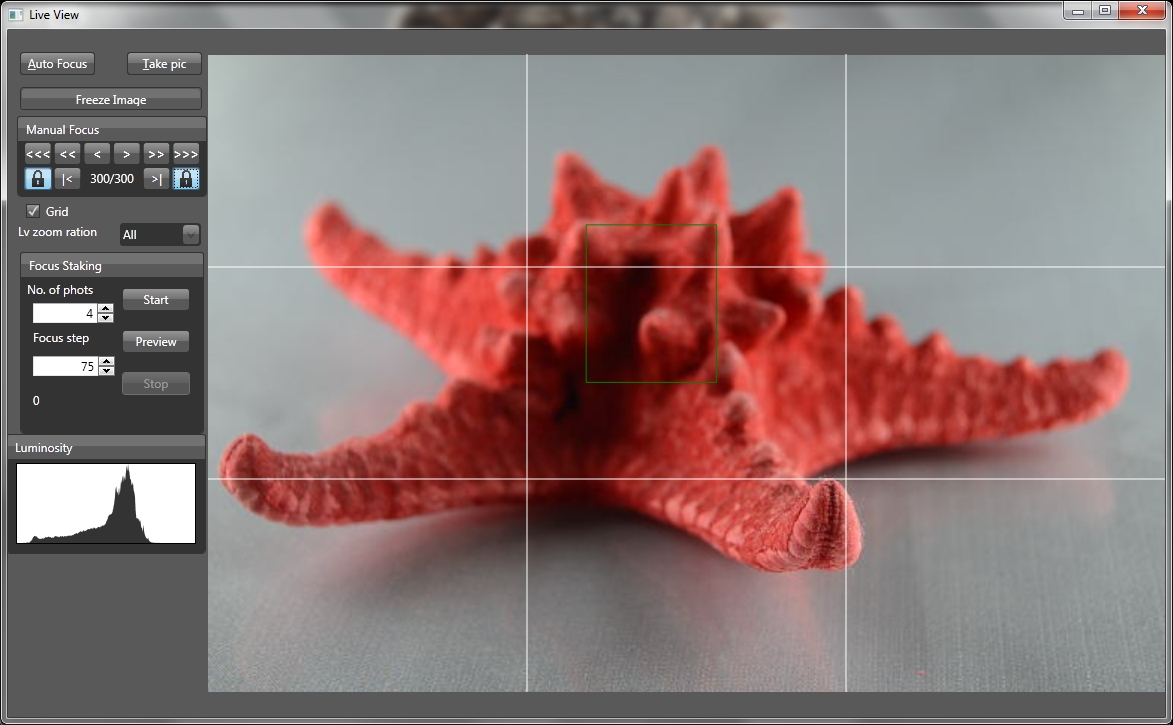 Live View
Auto Focus
Take pic
Freeze Image
Manual Focus
<<< << < > >> >>>
|< 300/300 >|
Grid
Lv zoom ration All
Focus Staking
No. of phots
4
Start
Focus step
Preview
75
Stop
0
Luminosity